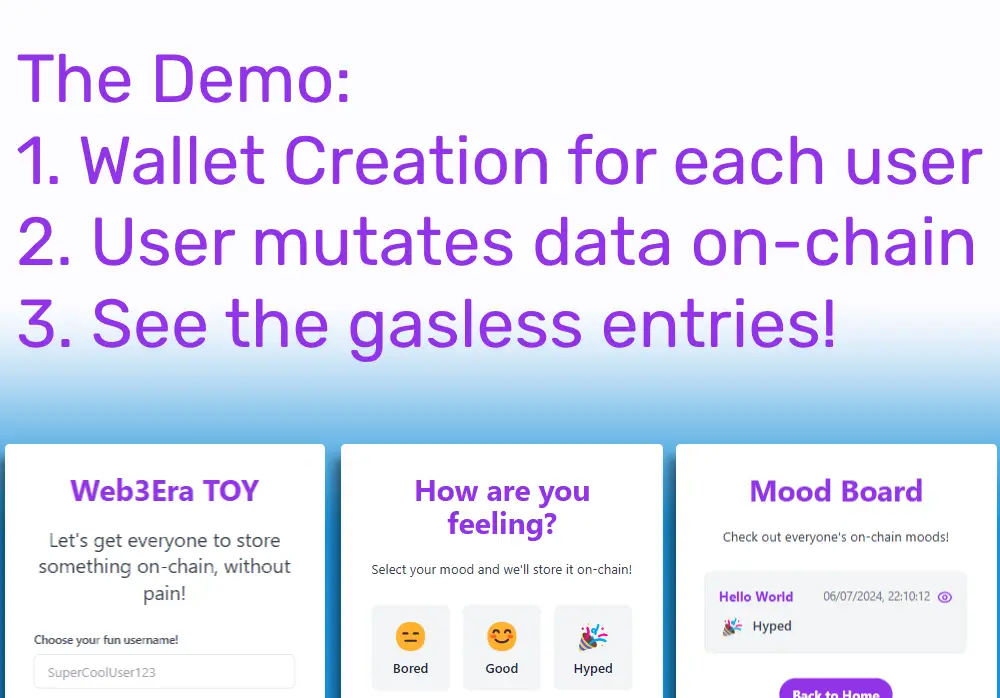 The Demo:
1. Wallet Creation for each user
2. User mutates data on-chain
3. See the gasless entries!
Web3Era TOY
Let's get everyone to store
something on-chain, without
pain!
Choose your fun username!
SuperCoolUser123
How are you
feeling?
Select your mood and we'll store it on-chain!
Bored
Good
Hyped
Mood Board
Check out everyone's on-chain moods!
Hello World 06/07/2024, 22:10:12
Hyped
Back to Home